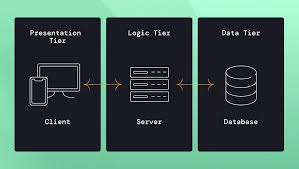 Presentation
Tier
Client
Logic Tier
Server
Data Tier
Database